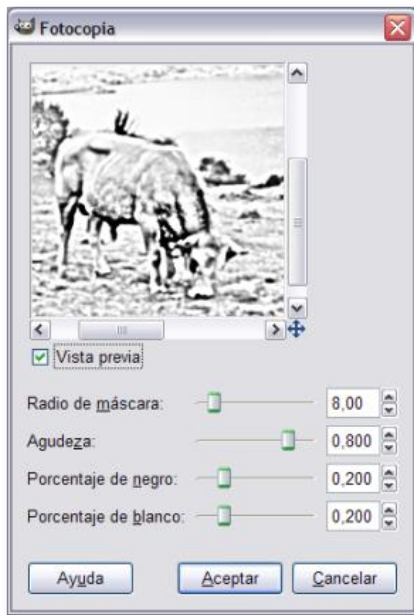 Fotocopia
Vista previa
Radio de máscara: 8,00
Agudeza: 0,800
Porcentaje de negro: 0,200
Porcentaje de blanco: 0,200
Ayuda Aceptar Cancelar